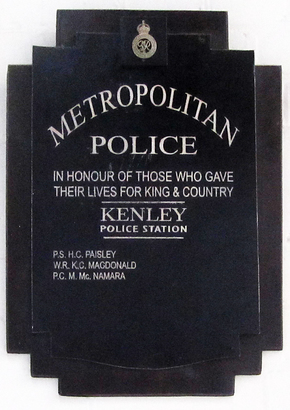 METROPOLITAN
POLICE
IN HONOUR OF THOSE WHO GAVE
THEIR LIVES FOR KING & COUNTRY
KENLEY
POLICE STATION
P.S. H.C. PAISLEY
W.R. K.C. MACDONALD
P.C. M. Mc. NAMARA